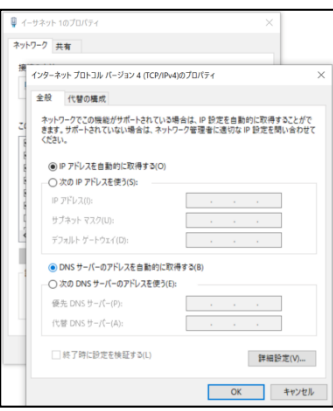 イーサネット 1のプロパティ
ネットワーク 共有
インターネット プロトコル バージョン 4 (TCP/IPv4)のプロパティ
全般 代替の構成
ネットワークでこの機能がサポートされている場合は、IP 設定を自動的に取得することがで
きます。サポートされていない場合は、ネットワーク管理者に適切な IP 設定を問い合わせて
ください。
IP アドレスを自動的に取得する(O)
次の IP アドレスを使う(S):
IP アドレス(I):
サブネット マスク(U):
デフォルト ゲートウェイ(D):
DNS サーバーのアドレスを自動的に取得する(B)
次の DNS サーバーのアドレスを使う(E):
優先 DNS サーバー(P):
代替 DNS サーバー(A):
終了時に設定を検証する(L)
詳細設定(V)...
OK キャンセル